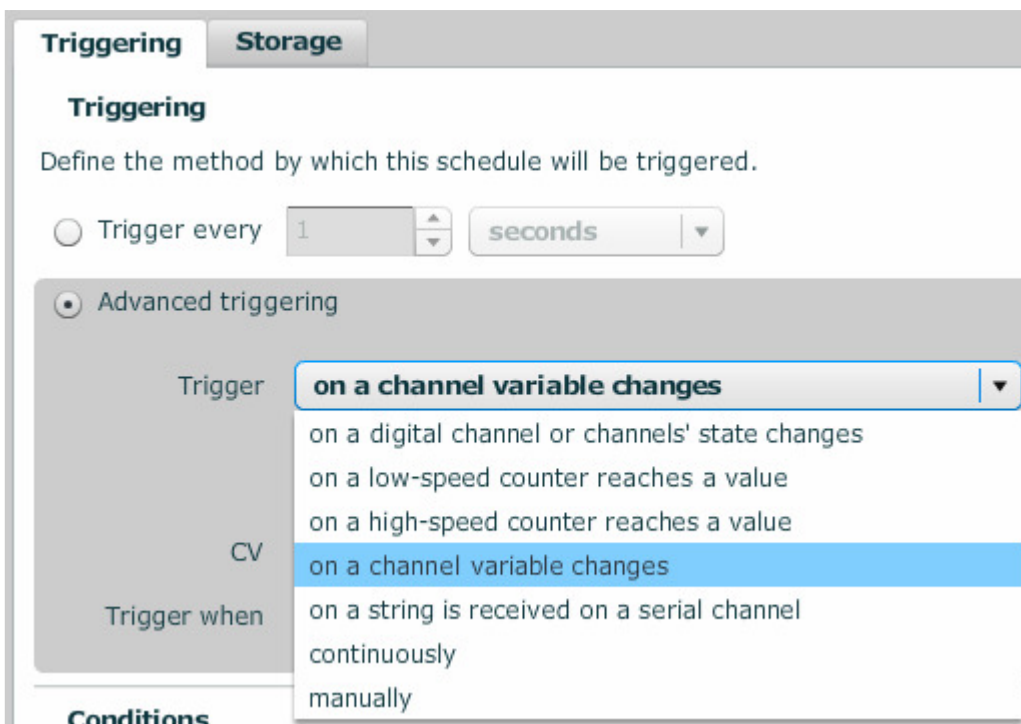 Triggering Storage
Triggering
Define the method by which this schedule will be triggered.
Trigger every 1 seconds
Advanced triggering
Trigger on a channel variable changes
on a digital channel or channels' state changes
on a low-speed counter reaches a value
on a high-speed counter reaches a value
CV
on a channel variable changes
Trigger when on a string is received on a serial channel
continuously
manually
Conditions